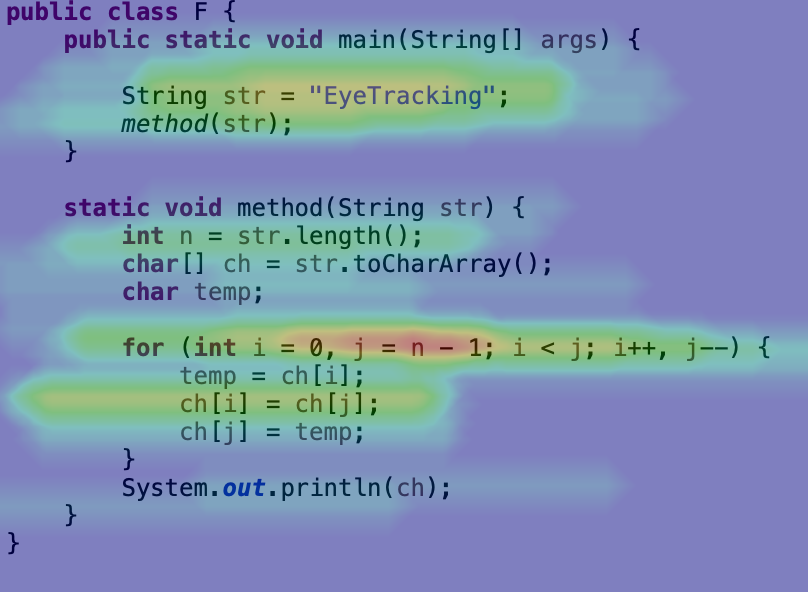 public class F {
    public static void main(String[] args) {
        String str = "EyeTracking";
        method(str);
    }
    static void method(String str) {
        int n = str.length();
        char[] ch = str.toCharArray();
        char temp;
        for (int i = 0, j = n - 1; i < j; i++, j--) {
            temp = ch[i];
            ch[i] = ch[j];
            ch[j] = temp;
        }
        System.out.println(ch);
    }
}